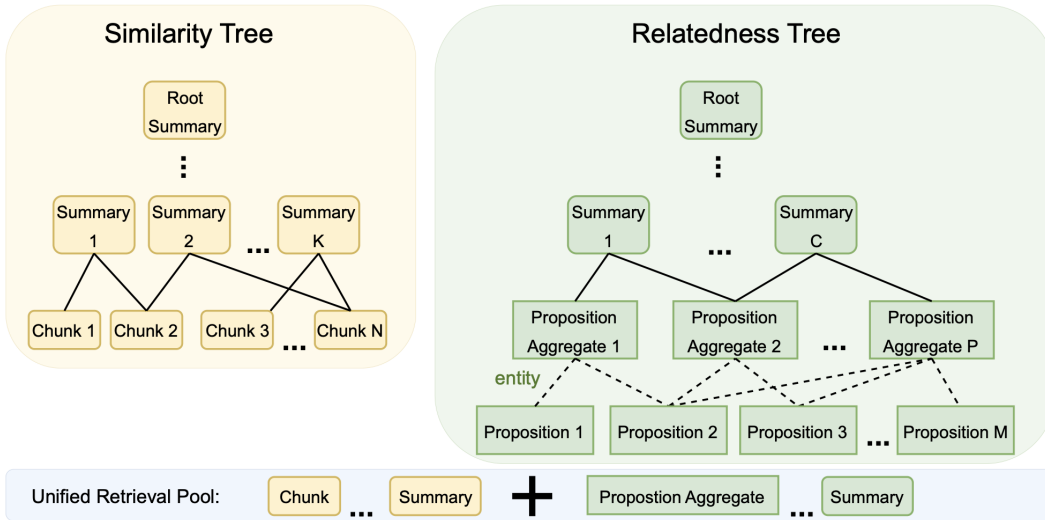 Similarity Tree
Root
Summary
Summary
1
Summary
2
...
Summary
K
Chunk 1
Chunk 2
Chunk 3
...
Chunk N
Relatedness Tree
Root
Summary
Summary
1
...
Summary
C
Proposition
Aggregate 1
Proposition
Aggregate 2
...
Proposition
Aggregate P
entity
Proposition 1
Proposition 2
Proposition 3
...
Proposition M
Unified Retrieval Pool: Chunk ... Summary + Propostion Aggregate ... Summary